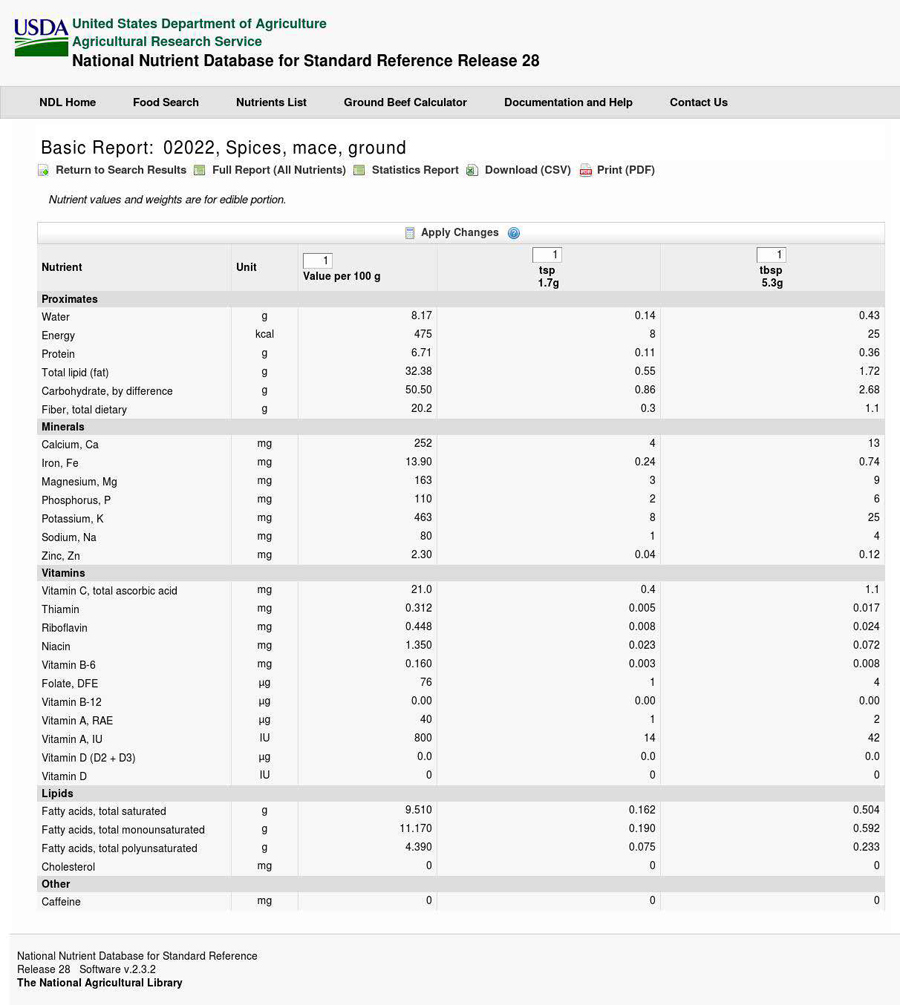 USDA United States Department of Agriculture
Agricultural Research Service
National Nutrient Database for Standard Reference Release 28
NDL Home Food Search Nutrients List Ground Beef Calculator Documentation and Help Contact Us
Basic Report: 02022, Spices, mace, ground
Return to Search Results Full Report (All Nutrients) Statistics Report Download (CSV) Print (PDF)
Nutrient values and weights are for edible portion.
Apply Changes ?
Nutrient Unit 1 Value per 100 g 1 tsp 1.7g 1 tbsp 5.3g
Proximates
Water g 8.17 0.14 0.43
Energy kcal 475 8 25
Protein g 6.71 0.11 0.36
Total lipid (fat) g 32.38 0.55 1.72
Carbohydrate, by difference g 50.50 0.86 2.68
Fiber, total dietary g 20.2 0.3 1.1
Minerals
Calcium, Ca mg 252 4 13
Iron, Fe mg 13.90 0.24 0.74
Magnesium, Mg mg 163 3 9
Phosphorus, P mg 110 2 6
Potassium, K mg 463 8 25
Sodium, Na mg 80 1 4
Zinc, Zn mg 2.30 0.04 0.12
Vitamins
Vitamin C, total ascorbic acid mg 21.0 0.4 1.1
Thiamin mg 0.312 0.005 0.017
Riboflavin mg 0.448 0.008 0.024
Niacin mg 1.350 0.023 0.072
Vitamin B-6 mg 0.160 0.003 0.008
Folate, DFE µg 76 1 4
Vitamin B-12 µg 0.00 0.00 0.00
Vitamin A, RAE µg 40 1 2
Vitamin A, IU IU 800 14 42
Vitamin D (D2 + D3) µg 0.0 0.0 0.0
Vitamin D IU 0 0 0
Lipids
Fatty acids, total saturated g 9.510 0.162 0.504
Fatty acids, total monounsaturated g 11.170 0.190 0.592
Fatty acids, total polyunsaturated g 4.390 0.075 0.233
Cholesterol mg 0 0 0
Other
Caffeine mg 0 0 0
National Nutrient Database for Standard Reference
Release 28 Software v.2.3.2
The National Agricultural Library